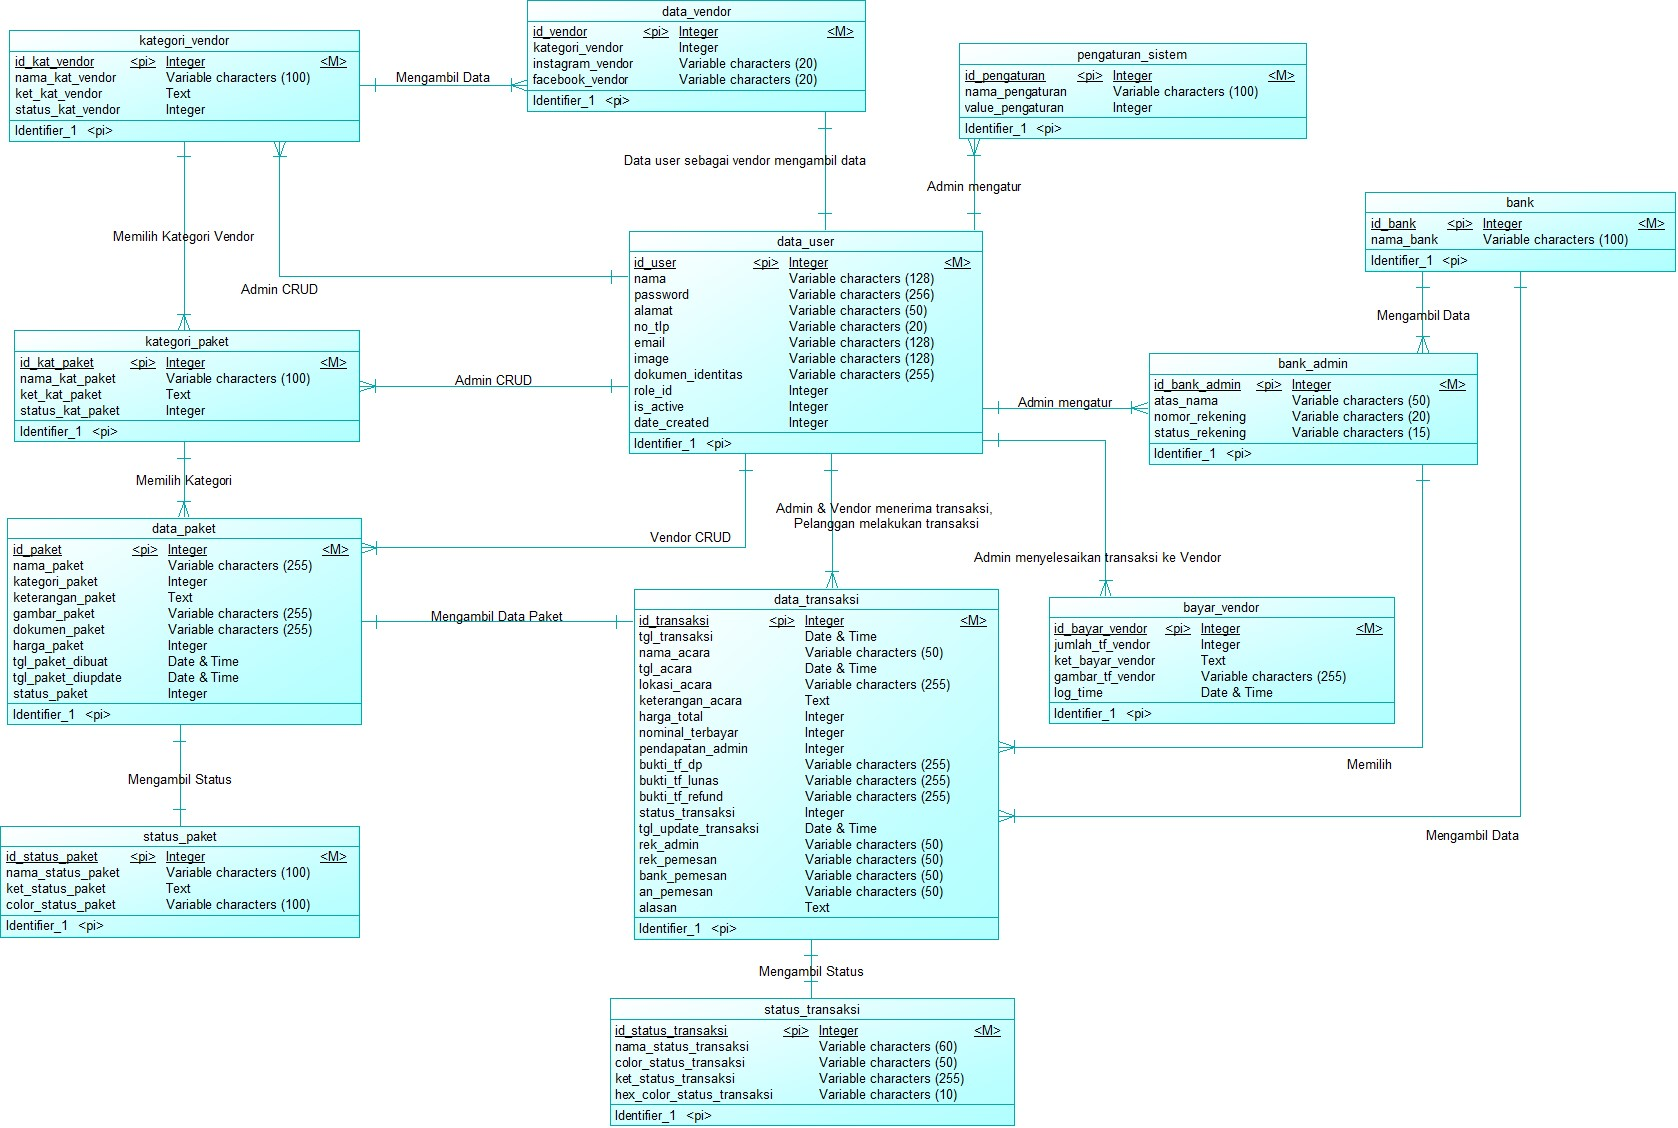 data_vendor
id_vendor <pi> Integer <M>
kategori_vendor Integer
instagram_vendor Variable characters (20)
facebook_vendor Variable characters (20)
Identifier_1 <pi>
kategori_vendor
id_kat_vendor <pi> Integer <M>
nama_kat_vendor Variable characters (100)
ket_kat_vendor Text
status_kat_vendor Integer
Identifier_1 <pi>
Mengambil Data
pengaturan_sistem
id_pengaturan <pi> Integer <M>
nama_pengaturan Variable characters (100)
value_pengaturan Integer
Identifier_1 <pi>
Data user sebagai vendor mengambil data
Admin mengatur
Memilih Kategori Vendor
Admin CRUD
bank
id_bank <pi> Integer <M>
nama_bank Variable characters (100)
Identifier_1 <pi>
data_user
id_user <pi> Integer <M>
nama Variable characters (128)
password Variable characters (256)
alamat Variable characters (50)
no_tlp Variable characters (20)
email Variable characters (128)
image Variable characters (128)
dokumen_identitas Variable characters (255)
role_id Integer
is_active Integer
date_created Integer
Identifier_1 <pi>
Mengambil Data
kategori_paket
id_kat_paket <pi> Integer <M>
nama_kat_paket Variable characters (100)
ket_kat_paket Text
status_kat_paket Integer
Identifier_1 <pi>
Admin CRUD
Admin mengatur
bank_admin
id_bank_admin <pi> Integer <M>
atas_nama Variable characters (50)
nomor_rekening Variable characters (20)
status_rekening Variable characters (15)
Identifier_1 <pi>
Memilih Kategori
Admin & Vendor menerima transaksi,
Pelanggan melakukan transaksi
Vendor CRUD
Admin menyelesaikan transaksi ke Vendor
data_paket
id_paket <pi> Integer <M>
nama_paket Variable characters (255)
kategori_paket Integer
keterangan_paket Text
gambar_paket Variable characters (255)
dokumen_paket Variable characters (255)
harga_paket Integer
tgl_paket_dibuat Date & Time
tgl_paket_diupdate Date & Time
status_paket Integer
Identifier_1 <pi>
Mengambil Data Paket
data_transaksi
id_transaksi <pi> Integer <M>
tgl_transaksi Date & Time
nama_acara Variable characters (50)
tgl_acara Date & Time
lokasi_acara Variable characters (255)
keterangan_acara Text
harga_total Integer
nominal_terbayar Integer
pendapatan_admin Integer
bukti_tf_dp Variable characters (255)
bukti_tf_lunas Variable characters (255)
bukti_tf_refund Variable characters (255)
status_transaksi Integer
tgl_update_transaksi Date & Time
rek_admin Variable characters (50)
rek_pemesan Variable characters (50)
bank_pemesan Variable characters (50)
an_pemesan Variable characters (50)
alasan Text
Identifier_1 <pi>
bayar_vendor
id_bayar_vendor <pi> Integer <M>
jumlah_tf_vendor Integer
ket_bayar_vendor Text
gambar_tf_vendor Variable characters (255)
log_time Date & Time
Identifier_1 <pi>
Memilih
Mengambil Data
Mengambil Status
status_paket
id_status_paket <pi> Integer <M>
nama_status_paket Variable characters (100)
ket_status_paket Text
color_status_paket Variable characters (100)
Identifier_1 <pi>
Mengambil Status
status_transaksi
id_status_transaksi <pi> Integer <M>
nama_status_transaksi Variable characters (60)
color_status_transaksi Variable characters (50)
ket_status_transaksi Variable characters (255)
hex_color_status_transaksi Variable characters (10)
Identifier_1 <pi>